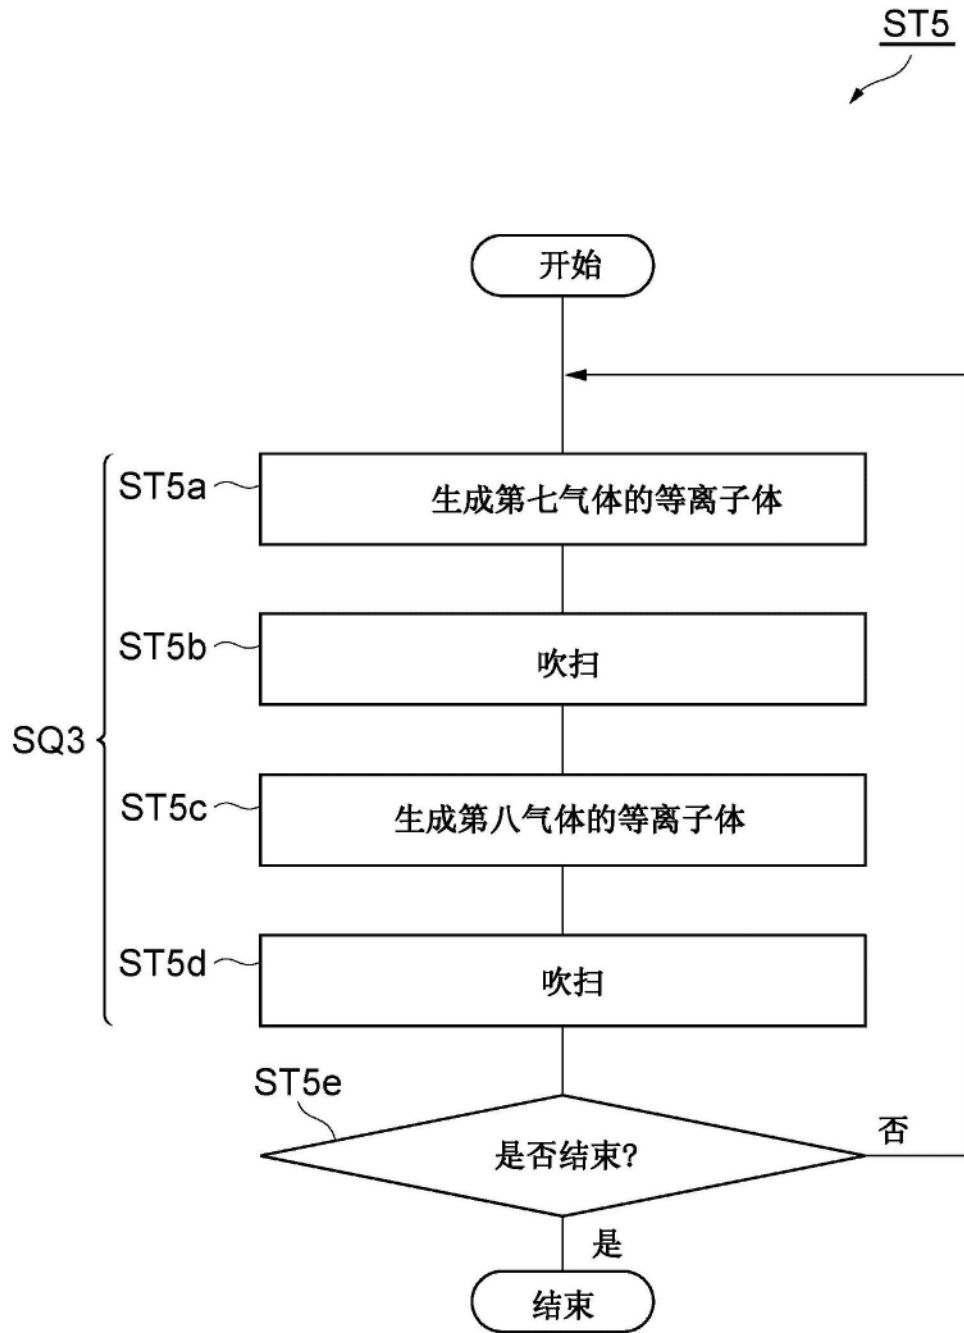 ST5
开始
ST5a
生成第七气体的等离子体
ST5b
吹扫
SQ3
ST5c
生成第八气体的等离子体
ST5d
吹扫
ST5e
是否结束?
否
是
结束